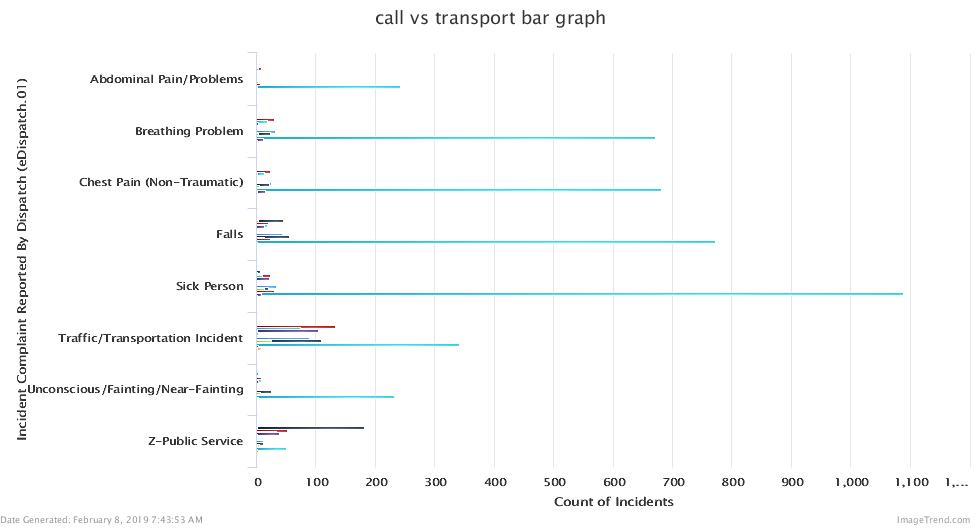 call vs transport bar graph
Incident Complaint Reported By Dispatch (eDispatch.01)
Abdominal Pain/Problems
Breathing Problem
Chest Pain (Non-Traumatic)
Falls
Sick Person
Traffic/Transportation Incident
Unconscious/Fainting/Near-Fainting
Z-Public Service
0 100 200 300 400 500 600 700 800 900 1,000 1,100 1,...
Count of Incidents
Date Generated: February 8, 2019 7:43:53 AM
ImageTrend.com